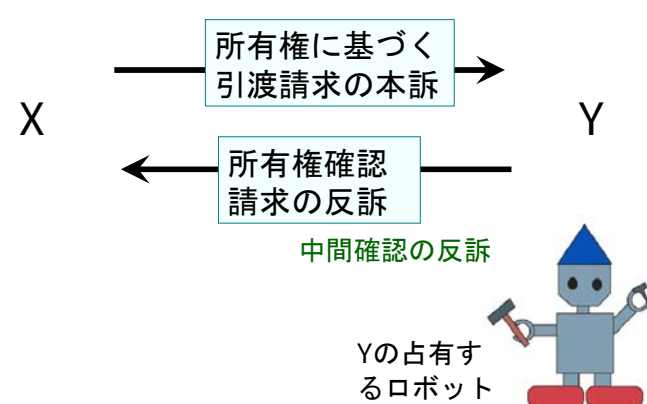 所有権に基づく
引渡請求の本訴
X
Y
所有権確認
請求の反訴
中間確認の反訴
Yの占有す
るロボット